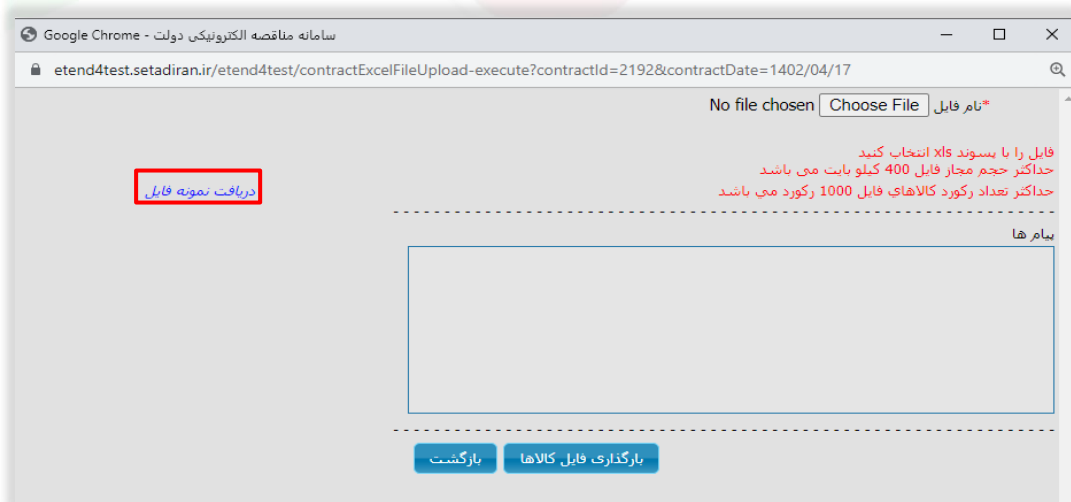 سامانه مناقصه الکترونیکی دولت - Google Chrome
etend4test.setadiran.ir/etend4test/contractExcelFileUpload-execute?contractId=2192&contractDate=1402/04/17
*نام فایل Choose File No file chosen
فایل را با پسوند xls انتخاب کنید
حداکثر حجم مجاز فایل 400 کیلو بایت می باشد
حداکثر تعداد رکورد کالاهاي فایل 1000 رکورد مي باشد
دریافت نمونه فایل
پیام ها
بارگذاری فایل کالاها
بازگشت